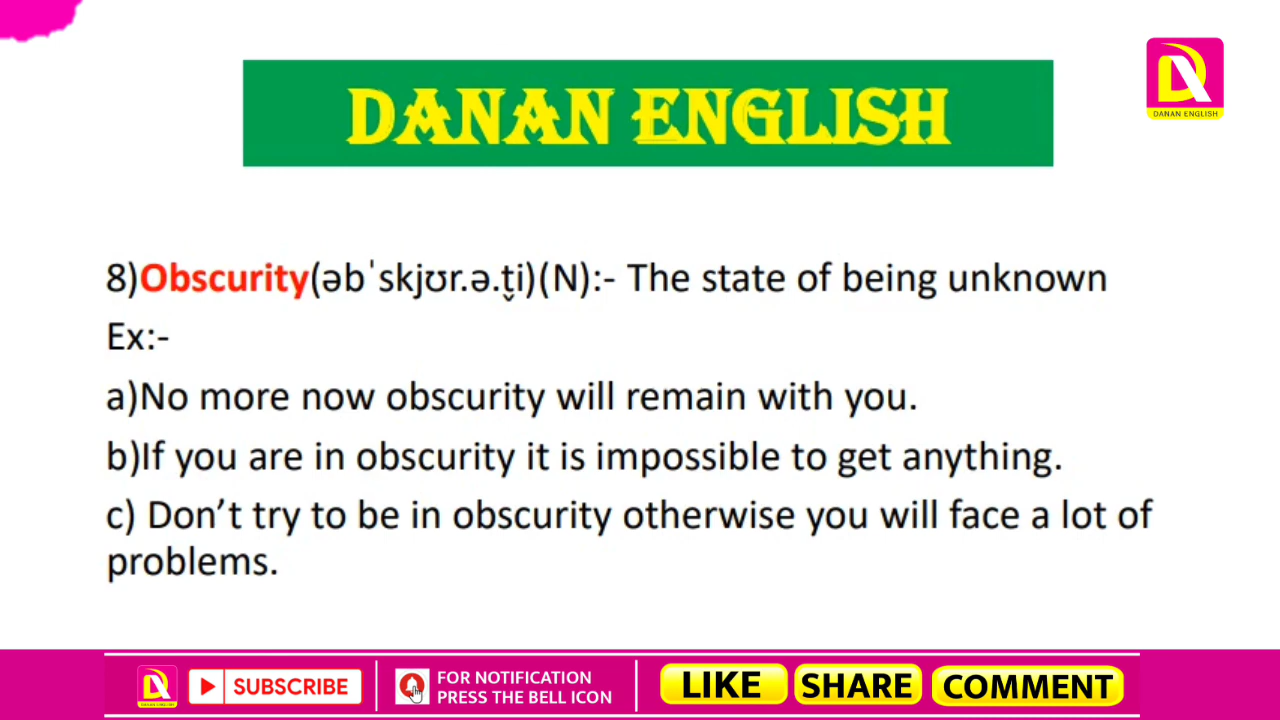 DANAN ENGLISH
DANAN ENGLISH
8)Obscurity(əbˈskjʊr.ə.t̬i)(N):- The state of being unknown
Ex:-
a)No more now obscurity will remain with you.
b)If you are in obscurity it is impossible to get anything.
c) Don’t try to be in obscurity otherwise you will face a lot of
problems.
DANAN ENGLISH
SUBSCRIBE
FOR NOTIFICATION
PRESS THE BELL ICON
LIKE
SHARE
COMMENT